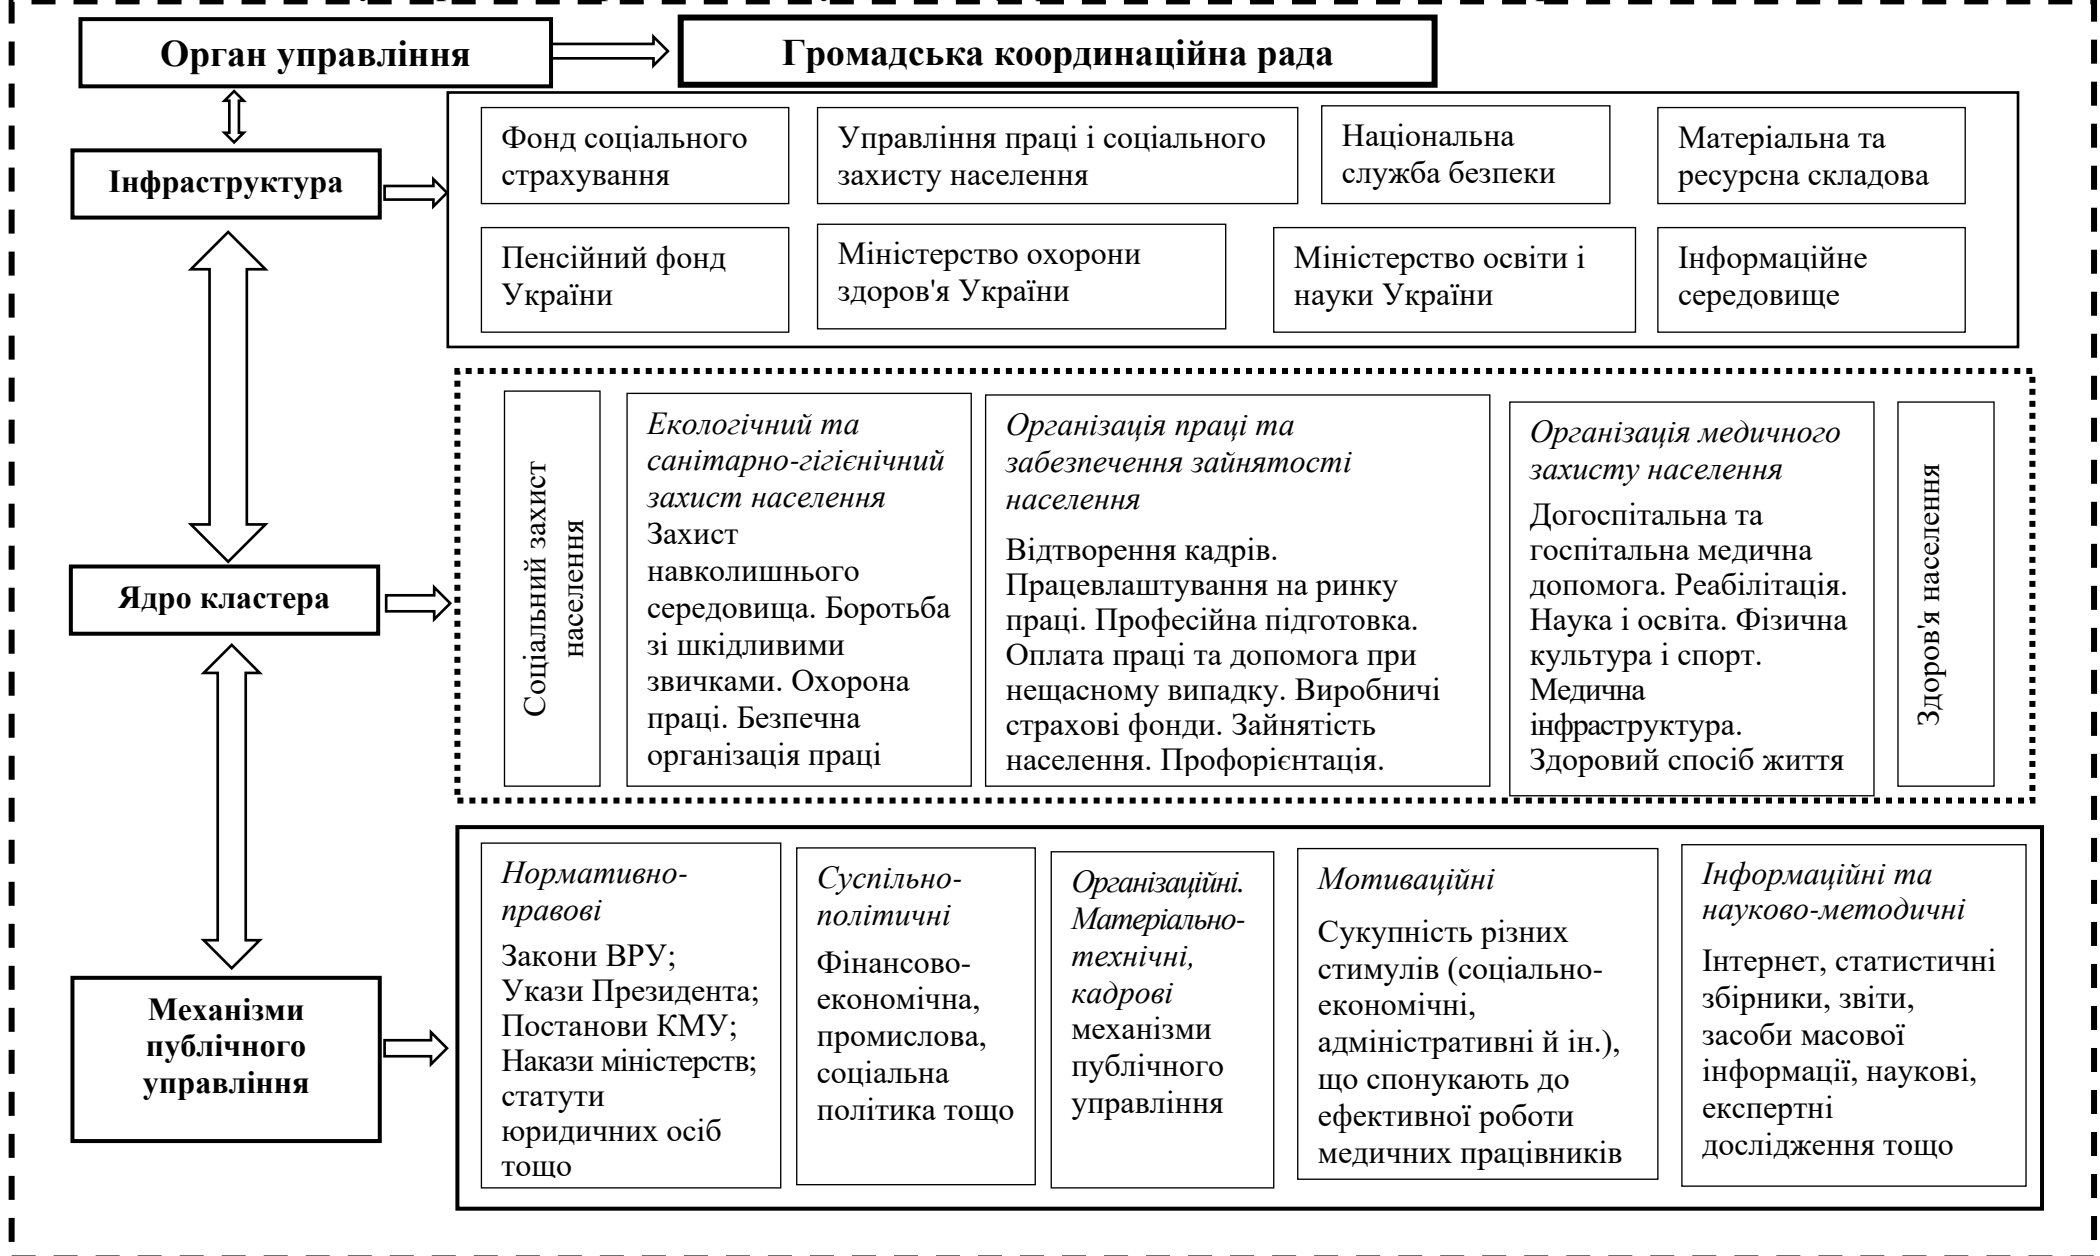 Орган управління
Громадська координаційна рада
Інфраструктура
Фонд соціального
страхування
Управління праці і соціального
захисту населення
Національна
служба безпеки
Матеріальна та
ресурсна складова
Пенсійний фонд
України
Міністерство охорони
здоров'я України
Міністерство освіти і
науки України
Інформаційне
середовище
Ядро кластера
Соціальний захист
населення
Екологічний та
санітарно-гігієнічний
захист населення
Захист
навколишнього
середовища. Боротьба
зі шкідливими
звичками. Охорона
праці. Безпечна
організація праці
Організація праці та
забезпечення зайнятості
населення
Відтворення кадрів.
Працевлаштування на ринку
праці. Професійна підготовка.
Оплата праці та допомога при
нещасному випадку. Виробничі
страхові фонди. Зайнятість
населення. Профорієнтація.
Організація медичного
захисту населення
Догоспітальна та
госпітальна медична
допомога. Реабілітація.
Наука і освіта. Фізична
культура і спорт.
Медична
інфраструктура.
Здоровий спосіб життя
Здоров'я населення
Механізми
публічного
управління
Нормативно-
правові
Закони ВРУ;
Укази Президента;
Постанови КМУ;
Накази міністерств;
статути
юридичних осіб
тощо
Суспільно-
політичні
Фінансово-
економічна,
промислова,
соціальна
політика тощо
Організаційні.
Матеріально-
технічні,
кадрові
механізми
публічного
управління
Мотиваційні
Сукупність різних
стимулів (соціально-
економічні,
адміністративні й ін.),
що спонукають до
ефективної роботи
медичних працівників
Інформаційні та
науково-методичні
Інтернет, статистичні
збірники, звіти,
засоби масової
інформації, наукові,
експертні
дослідження тощо